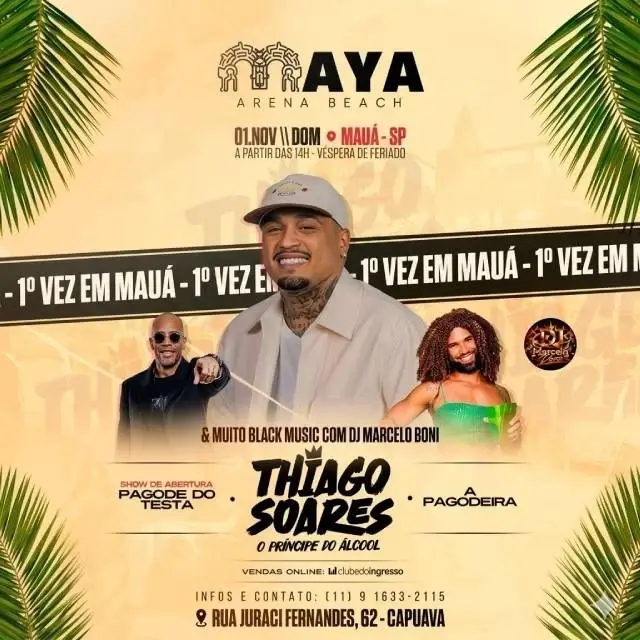 MAYA
ARENA BEACH
01.NOV \\ DOM MAUÁ - SP
A PARTIR DAS 14H - VÉSPERA DE FERIADO
- 1º VEZ EM MAUÁ - 1º VEZ EM - 1º VEZ EM MAUÁ - 1º VEZ EM M
DJ
& MUITO BLACK MUSIC COM DJ MARCELO BONI
SHOW DE ABERTURA
PAGODE DO
TESTA
THIAGO
SOARES
O PRÍNCIPE DO ÁLCOOL
A
PAGODEIRA
VENDAS ONLINE: clubedoingresso
INFOS E CONTATO: (11) 9 1633-2115
RUA JURACI FERNANDES, 62 - CAPUAVA